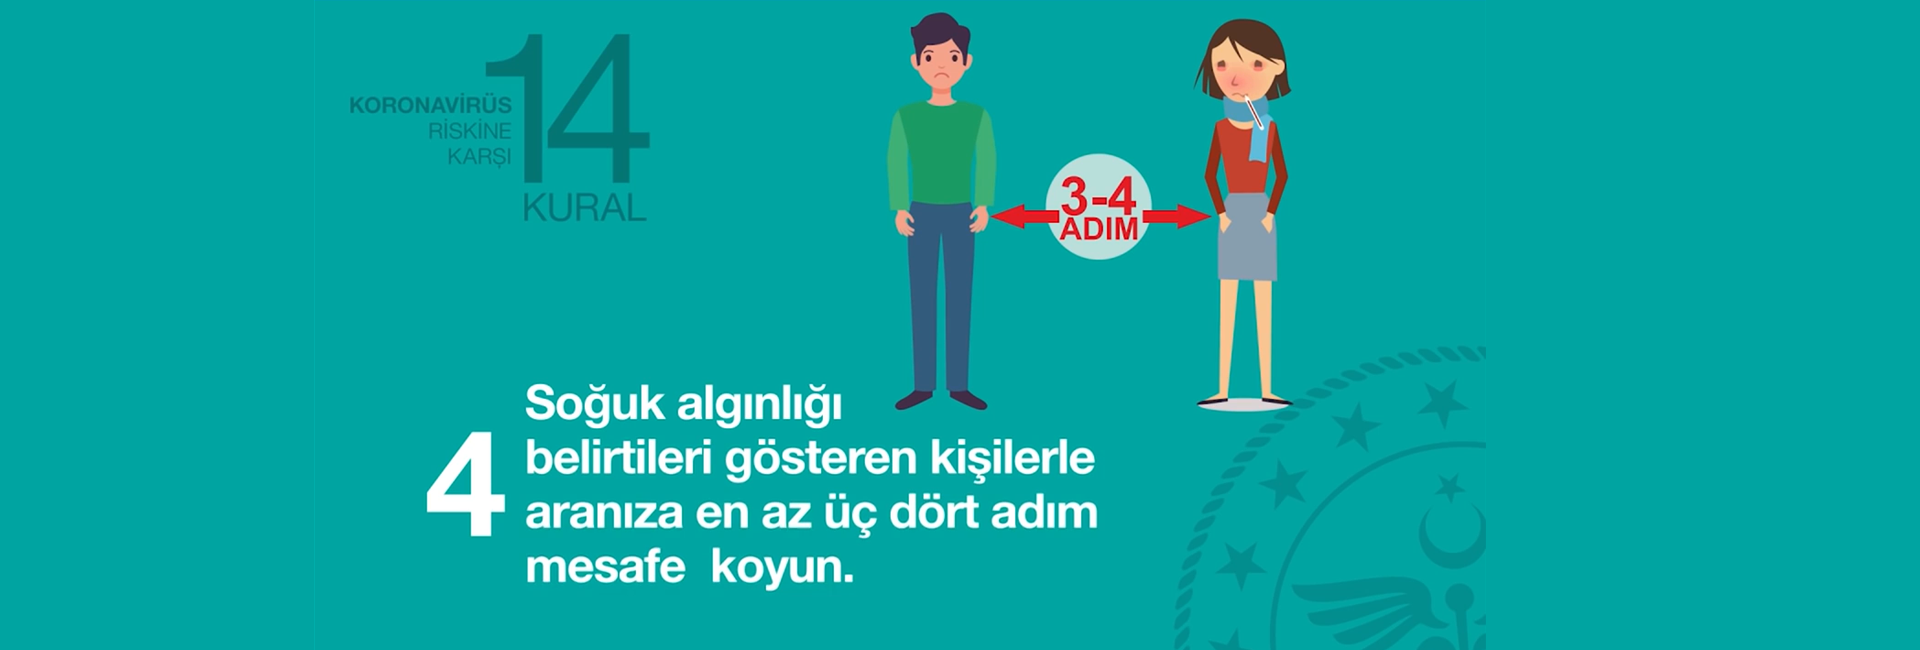 KORONAVİRÜS
RİSKİNE
KARŞI
14
KURAL
3-4
ADIM
4
Soğuk algınlığı
belirtileri gösteren kişilerle
aranıza en az üç dört adım
mesafe koyun.